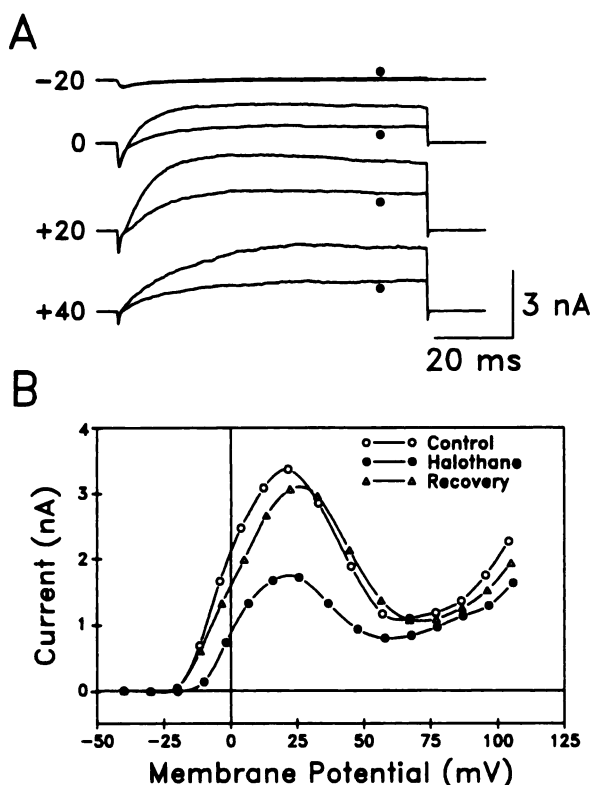 A
−20
0
+20
+40
3 nA
20 ms
B
Control
Halothane
Recovery
4
3
2
1
0
Current (nA)
−50 −25 0 25 50 75 100 125
Membrane Potential (mV)